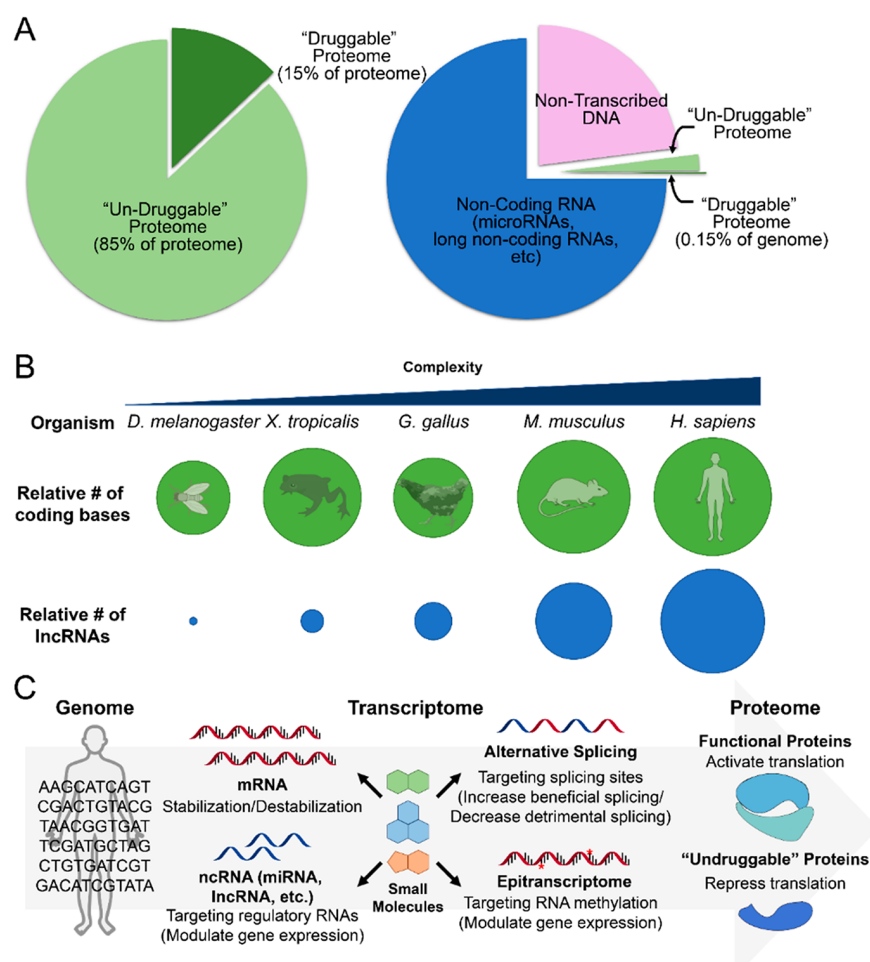 A
“Druggable”
Proteome
(15% of proteome)
“Un-Druggable”
Proteome
(85% of proteome)
Non-Transcribed
DNA
“Un-Druggable”
Proteome
Non-Coding RNA
(microRNAs,
long non-coding RNAs,
etc)
“Druggable”
Proteome
(0.15% of genome)
B
Complexity
Organism
D. melanogaster X. tropicalis G. gallus M. musculus H. sapiens
Relative # of
coding bases
Relative # of
lncRNAs
C
Genome
AAGCATCAGT
CGACTGTACG
TAACGGTGAT
TCGATGCTAG
CTGTGATCGT
GACATCGTATA
Transcriptome
mRNA
Stabilization/Destabilization
ncRNA (miRNA,
lncRNA, etc.)
Targeting regulatory RNAs
(Modulate gene expression)
Small
Molecules
Alternative Splicing
Targeting splicing sites
(Increase beneficial splicing/
Decrease detrimental splicing)
Epitranscriptome
Targeting RNA methylation
(Modulate gene expression)
Proteome
Functional Proteins
Activate translation
“Undruggable” Proteins
Repress translation